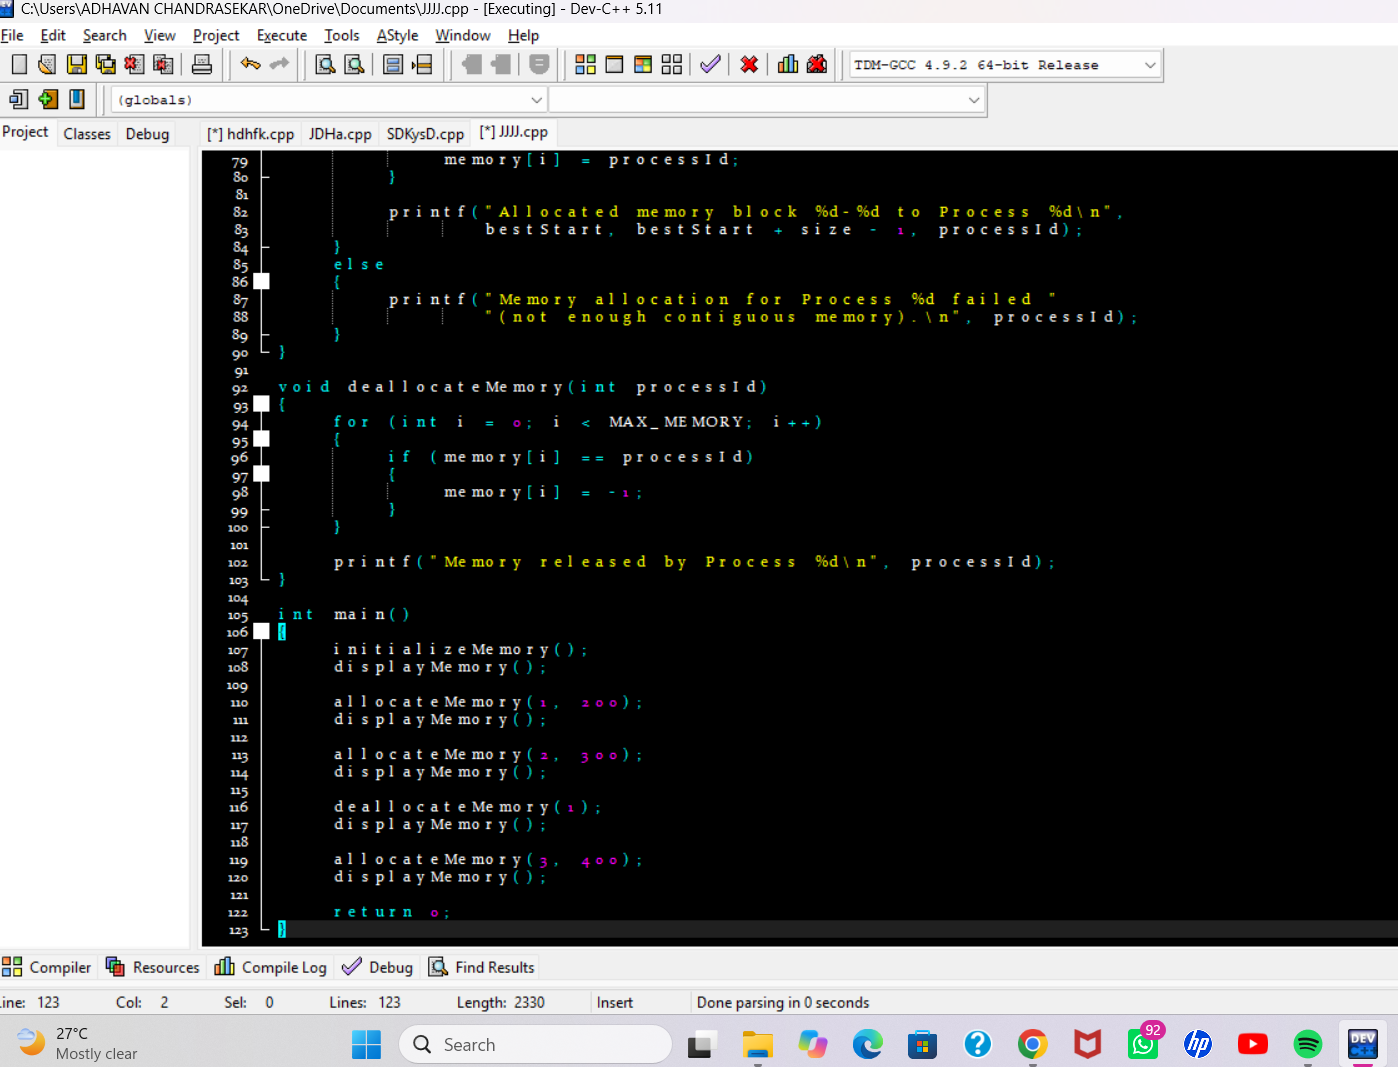 C:\Users\ADHAVAN CHANDRASEKAR\OneDrive\Documents\JJJJ.cpp - [Executing] - Dev-C++ 5.11
File Edit Search View Project Execute Tools AStyle Window Help
TDM-GCC 4.9.2 64-bit Release
(globals)
Project Classes Debug [*] hdhfk.cpp JDHa.cpp SDKysD.cpp [*] JJJJ.cpp
79 memory[i] = processId;
80 }
81
82 printf("Allocated memory block %d-%d to Process %d\n",
83 bestStart, bestStart + size - 1, processId);
84 }
85 else
86 {
87 printf("Memory allocation for Process %d failed "
88 "(not enough contiguous memory).\n", processId);
89 }
90 }
91
92 void deallocateMemory(int processId)
93 {
94 for (int i = 0; i < MAX_MEMORY; i++)
95 {
96 if (memory[i] == processId)
97 {
98 memory[i] = -1;
99 }
100 }
101
102 printf("Memory released by Process %d\n", processId);
103 }
104
105 int main()
106 {
107 initializeMemory();
108 displayMemory();
109
110 allocateMemory(1, 200);
111 displayMemory();
112
113 allocateMemory(2, 300);
114 displayMemory();
115
116 deallocateMemory(1);
117 displayMemory();
118
119 allocateMemory(3, 400);
120 displayMemory();
121
122 return 0;
123 }
Compiler Resources Compile Log Debug Find Results
Line: 123 Col: 2 Sel: 0 Lines: 123 Length: 2330 Insert Done parsing in 0 seconds
27°C
Mostly clear
Search
92
hp
DEV